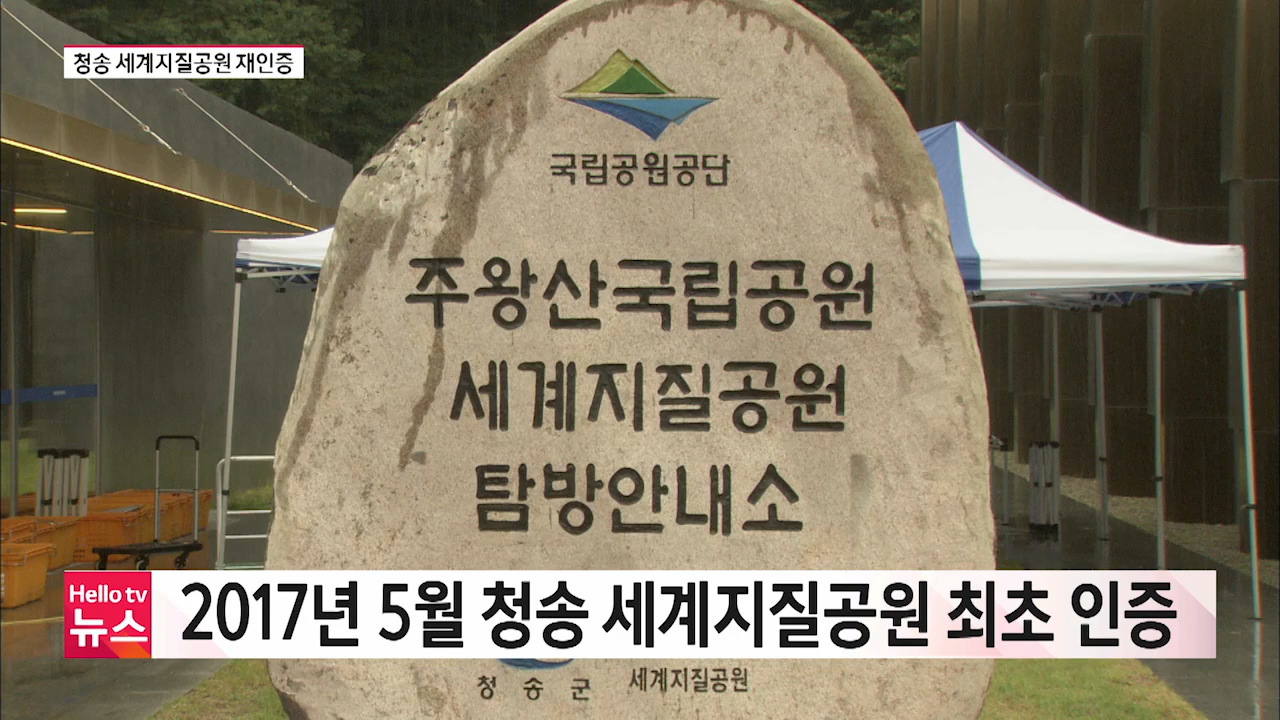 청송 세계지질공원 재인증
국립공원공단
주왕산국립공원
세계지질공원
탐방안내소
Hello tv
뉴스
2017년 5월 청송 세계지질공원 최초 인증
청송군 세계지질공원